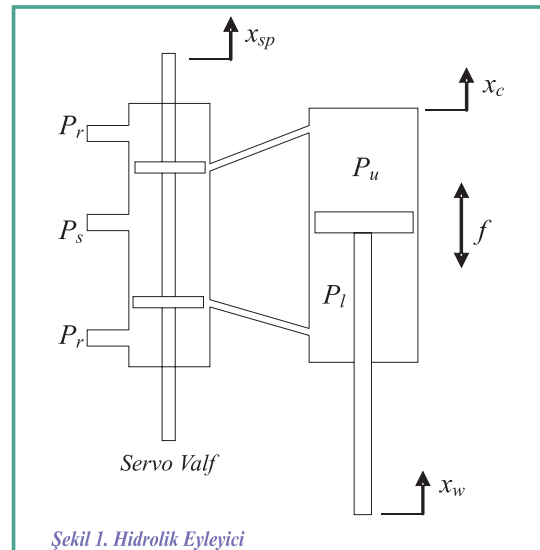 x_sp
x_c
P_r
P_u
P_s
f
P_l
P_r
Servo Valf
x_w
Şekil 1. Hidrolik Eyleyici